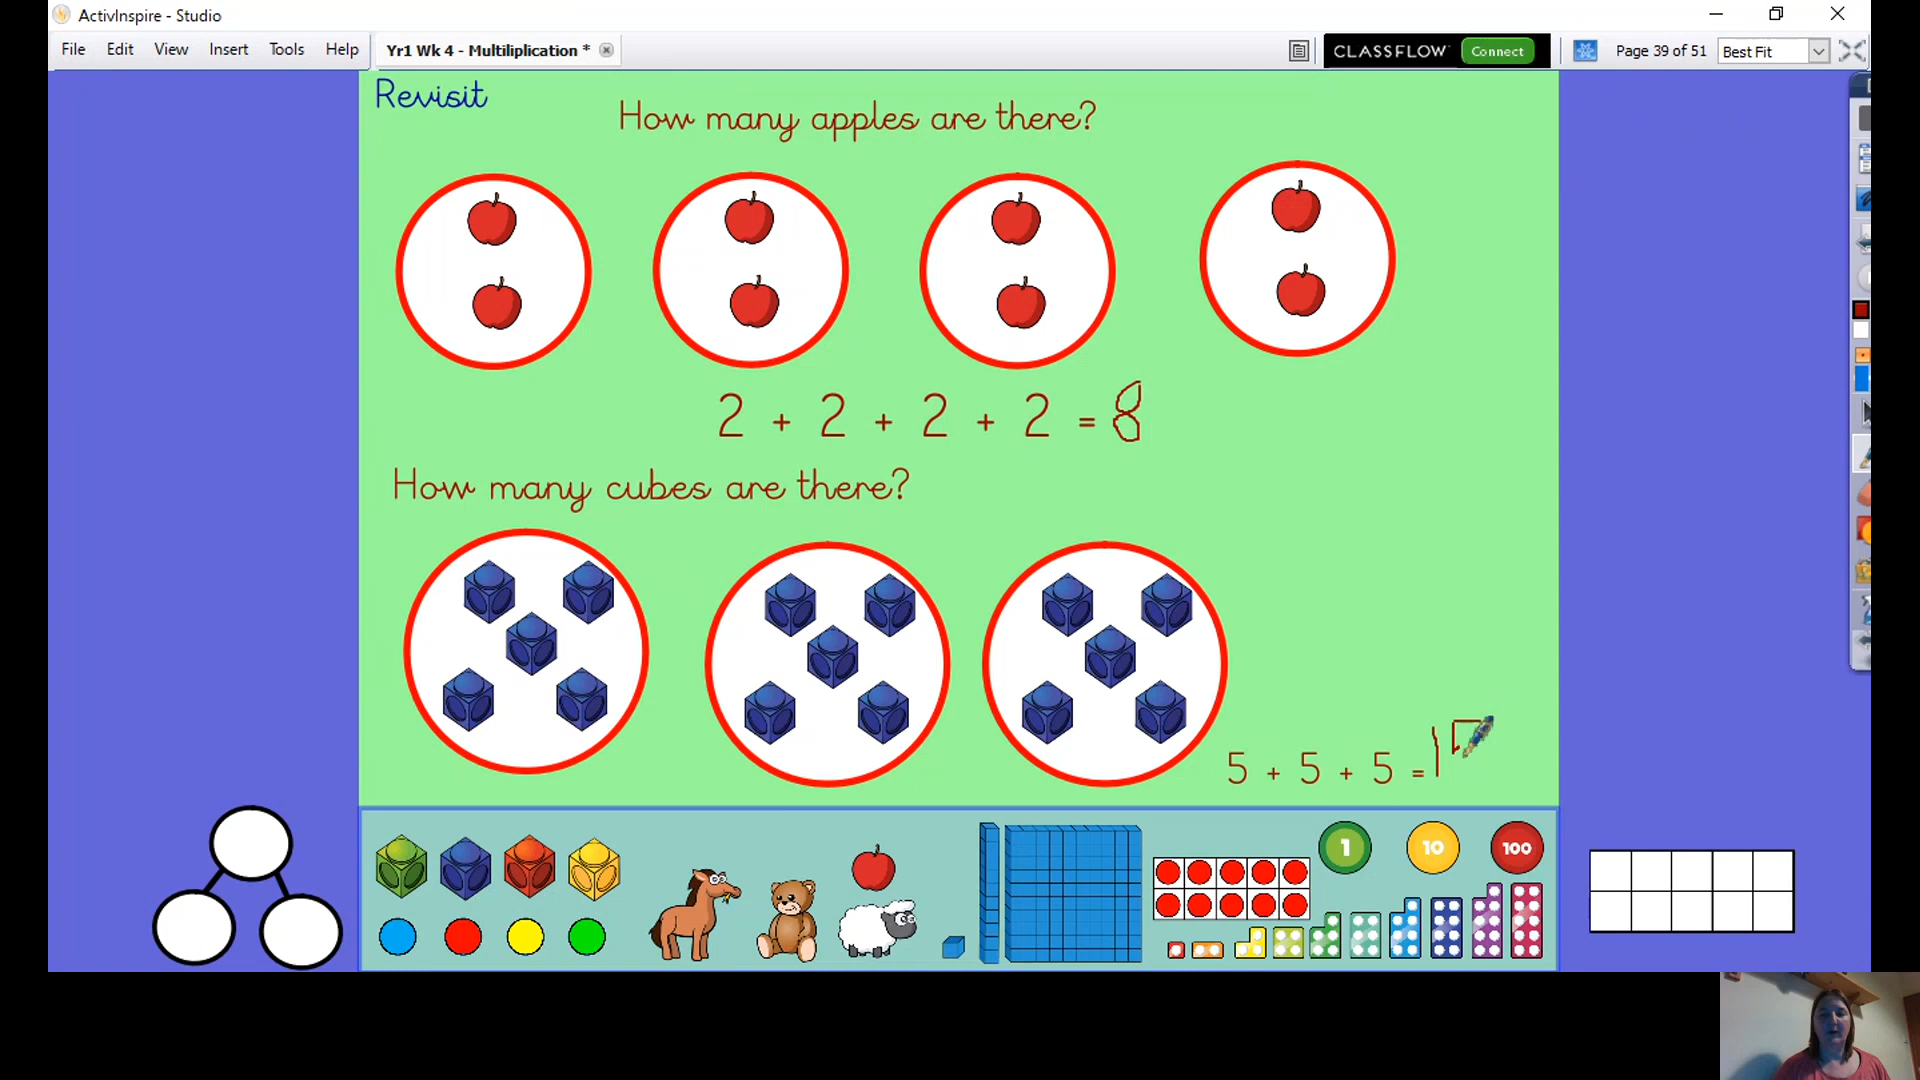 ActivInspire - Studio
File Edit View Insert Tools Help
Yr1 Wk 4 - Multiliplication *
CLASSFLOW Connect
Page 39 of 51
Best Fit
Revisit
How many apples are there?
2 + 2 + 2 + 2 = 8
How many cubes are there?
5 + 5 + 5 = 1
1 10 100